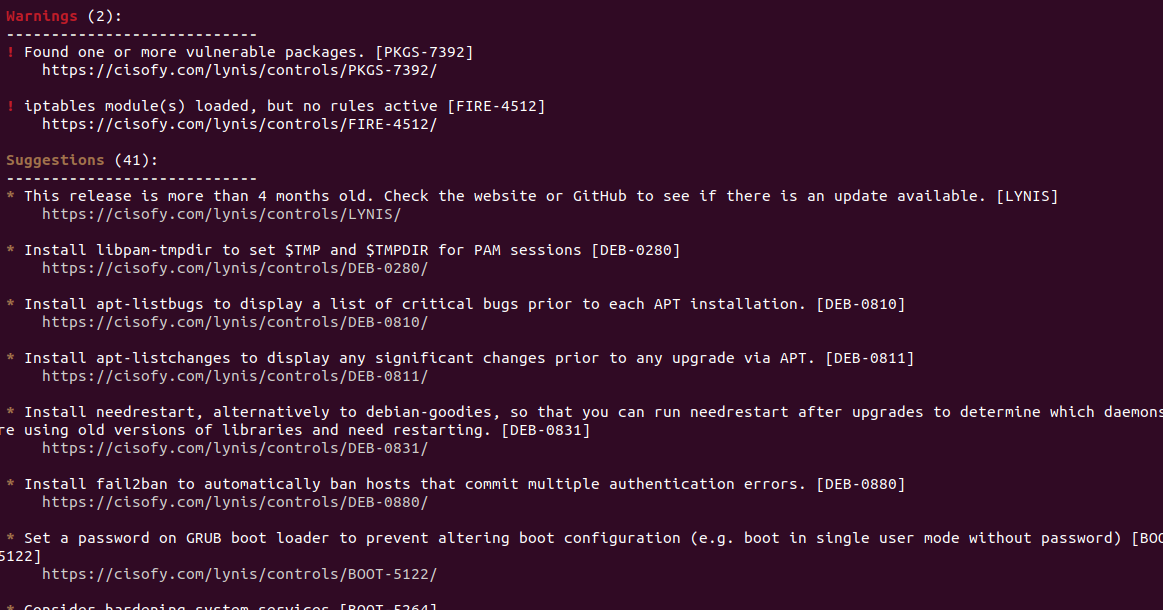 Warnings (2):
----------------------------
! Found one or more vulnerable packages. [PKGS-7392]
https://cisofy.com/lynis/controls/PKGS-7392/
! iptables module(s) loaded, but no rules active [FIRE-4512]
https://cisofy.com/lynis/controls/FIRE-4512/
Suggestions (41):
----------------------------
* This release is more than 4 months old. Check the website or GitHub to see if there is an update available. [LYNIS]
https://cisofy.com/lynis/controls/LYNIS/
* Install libpam-tmpdir to set $TMP and $TMPDIR for PAM sessions [DEB-0280]
https://cisofy.com/lynis/controls/DEB-0280/
* Install apt-listbugs to display a list of critical bugs prior to each APT installation. [DEB-0810]
https://cisofy.com/lynis/controls/DEB-0810/
* Install apt-listchanges to display any significant changes prior to any upgrade via APT. [DEB-0811]
https://cisofy.com/lynis/controls/DEB-0811/
* Install needrestart, alternatively to debian-goodies, so that you can run needrestart after upgrades to determine which daemons
re using old versions of libraries and need restarting. [DEB-0831]
https://cisofy.com/lynis/controls/DEB-0831/
* Install fail2ban to automatically ban hosts that commit multiple authentication errors. [DEB-0880]
https://cisofy.com/lynis/controls/DEB-0880/
* Set a password on GRUB boot loader to prevent altering boot configuration (e.g. boot in single user mode without password) [BOO
5122]
https://cisofy.com/lynis/controls/BOOT-5122/
* Consider hardening system services [BOOT-5264]